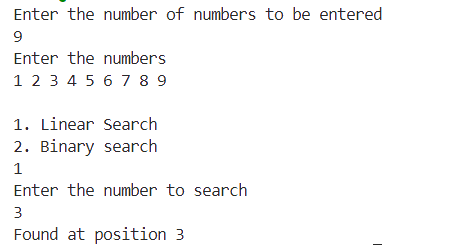 Enter the number of numbers to be entered
9
Enter the numbers
1 2 3 4 5 6 7 8 9
1. Linear Search
2. Binary search
1
Enter the number to search
3
Found at position 3